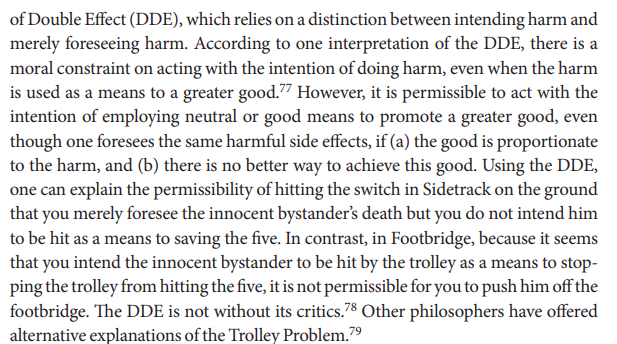 of Double Effect (DDE), which relies on a distinction between intending harm and
merely foreseeing harm. According to one interpretation of the DDE, there is a
moral constraint on acting with the intention of doing harm, even when the harm
is used as a means to a greater good.⁷⁷ However, it is permissible to act with the
intention of employing neutral or good means to promote a greater good, even
though one foresees the same harmful side effects, if (a) the good is proportionate
to the harm, and (b) there is no better way to achieve this good. Using the DDE,
one can explain the permissibility of hitting the switch in Sidetrack on the ground
that you merely foresee the innocent bystander’s death but you do not intend him
to be hit as a means to saving the five. In contrast, in Footbridge, because it seems
that you intend the innocent bystander to be hit by the trolley as a means to stop-
ping the trolley from hitting the five, it is not permissible for you to push him off the
footbridge. The DDE is not without its critics.⁷⁸ Other philosophers have offered
alternative explanations of the Trolley Problem.⁷⁹